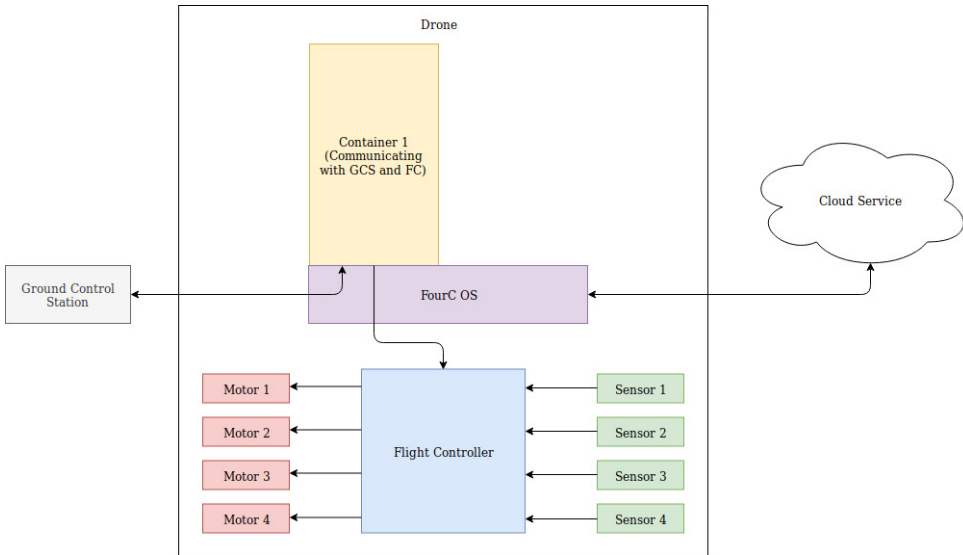 Drone
Container 1
(Communicating
with GCS and FC)
Cloud Service
Ground Control
Station
FourC OS
Motor 1
Sensor 1
Motor 2
Sensor 2
Flight Controller
Motor 3
Sensor 3
Motor 4
Sensor 4